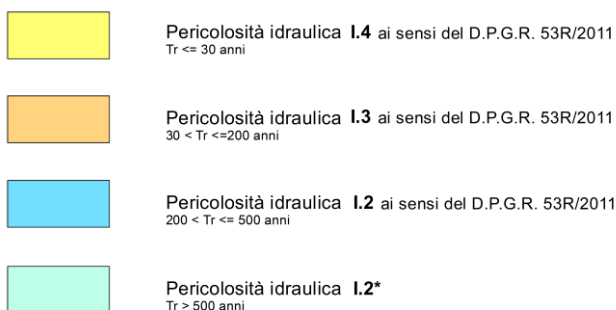 Pericolosità idraulica I.4 ai sensi del D.P.G.R. 53R/2011
Tr <= 30 anni
Pericolosità idraulica I.3 ai sensi del D.P.G.R. 53R/2011
30 < Tr <=200 anni
Pericolosità idraulica I.2 ai sensi del D.P.G.R. 53R/2011
200 < Tr <= 500 anni
Pericolosità idraulica I.2*
Tr > 500 anni